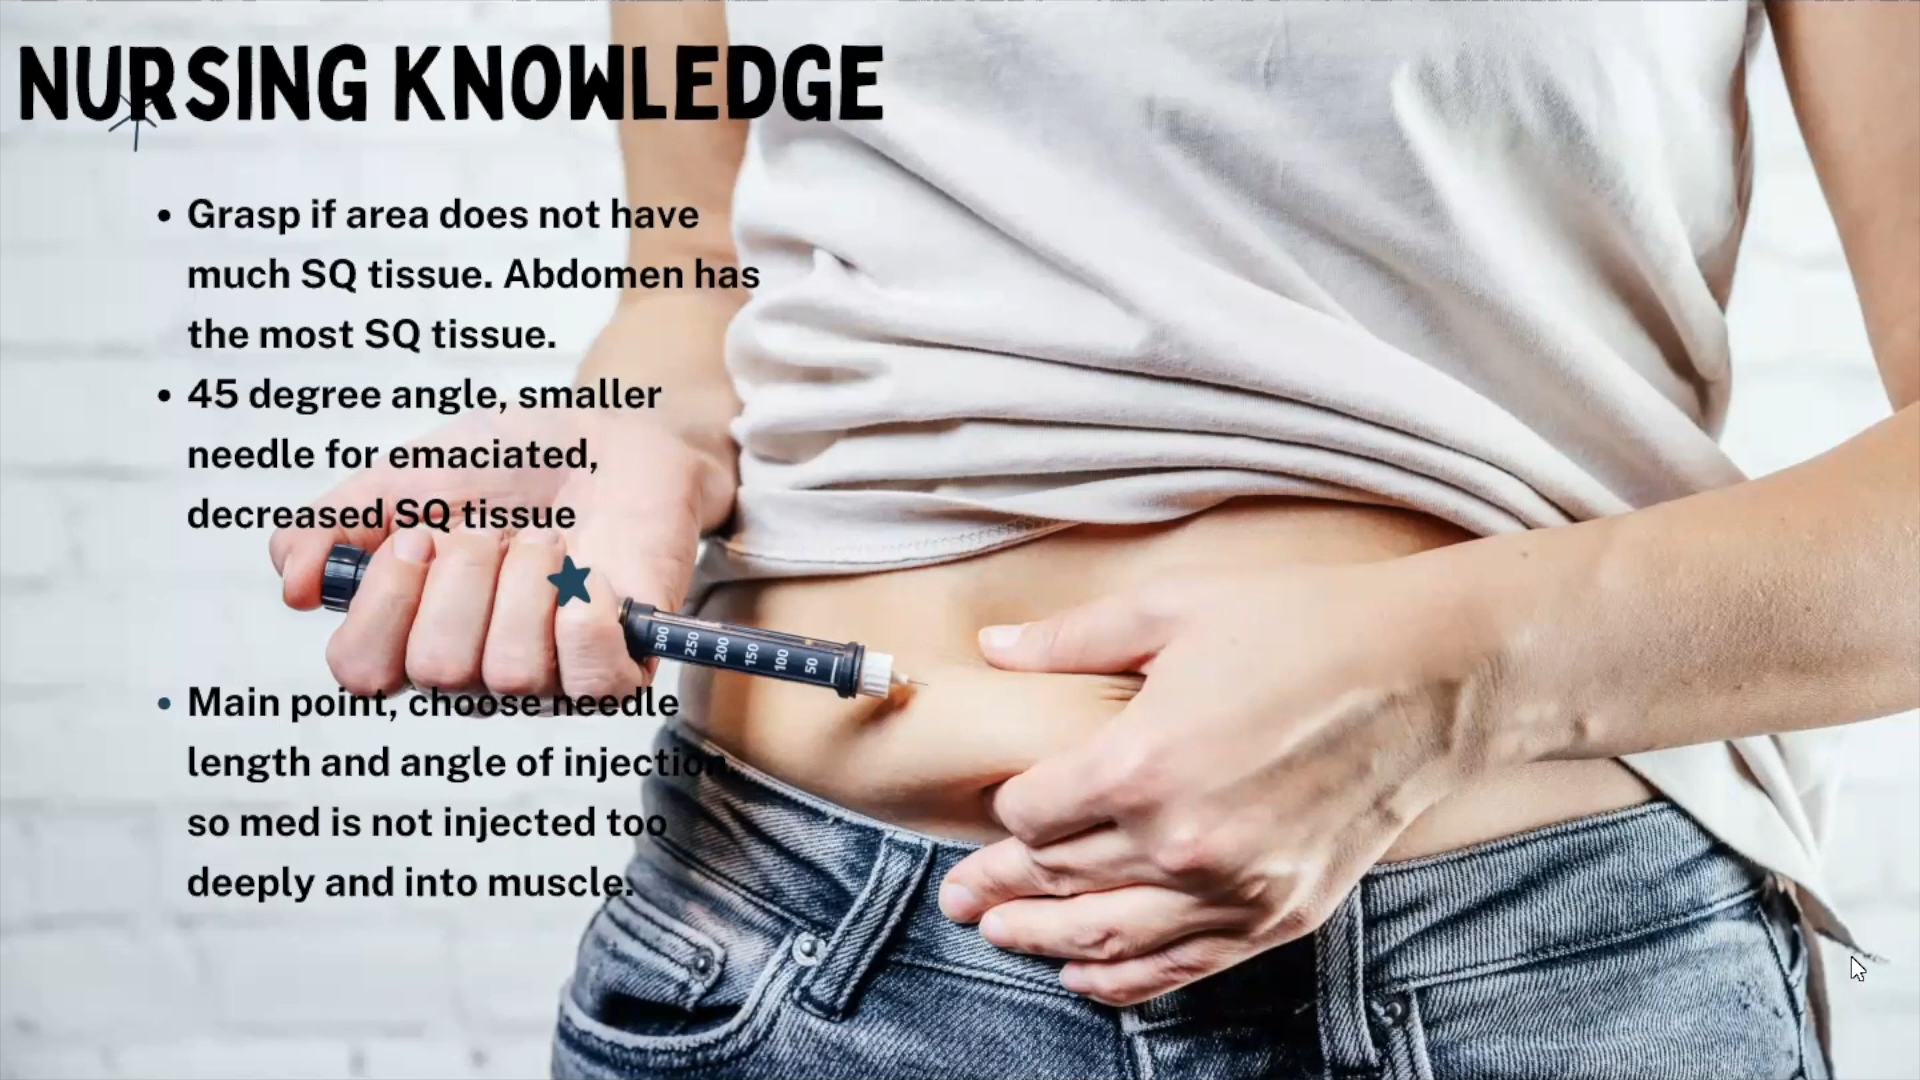 NURSING KNOWLEDGE
• Grasp if area does not have
much SQ tissue. Abdomen has
the most SQ tissue.
• 45 degree angle, smaller
needle for emaciated,
decreased SQ tissue
300 250 200 150 100 50
• Main point, choose needle
length and angle of injection
so med is not injected too
deeply and into muscle.